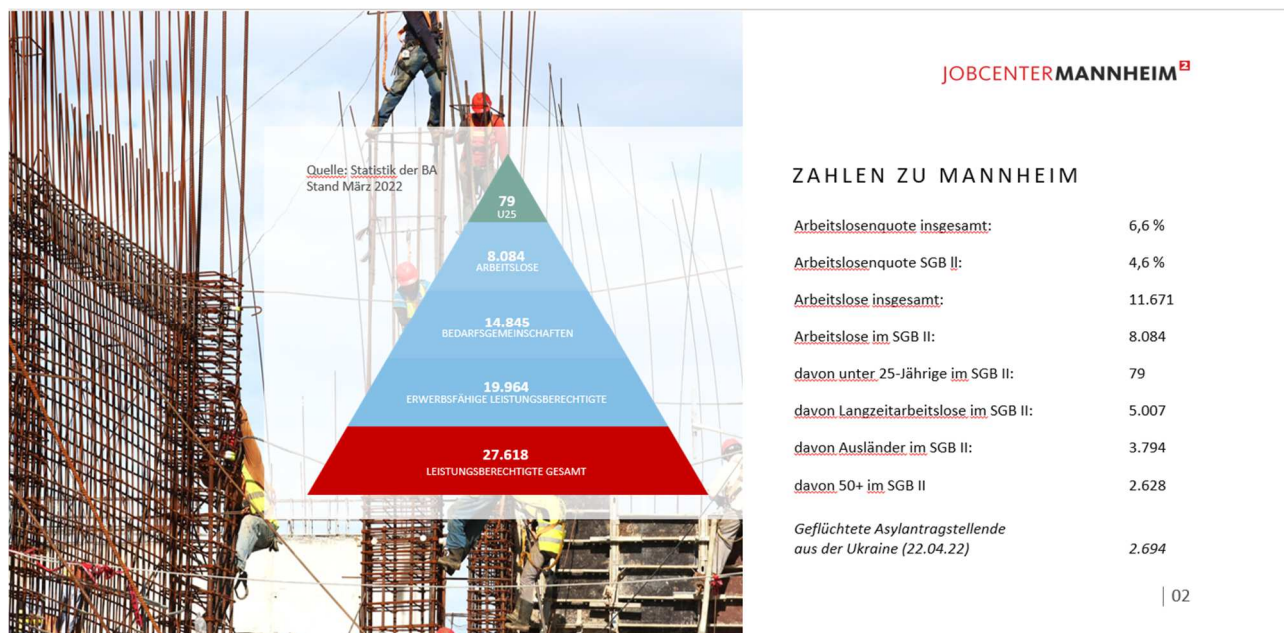 Quelle: Statistik der BA
Stand März 2022
79
U25
8.084
ARBEITSLOSE
14.845
BEDARFSGEMEINSCHAFTEN
19.964
ERWERBSFÄHIGE LEISTUNGSBERECHTIGTE
27.618
LEISTUNGSBERECHTIGTE GESAMT
JOBCENTERMANNHEIM2
ZAHLEN ZU MANNHEIM
Arbeitslosenquote insgesamt: 6,6 %
Arbeitslosenquote SGB ll: 4,6 %
Arbeitslose insgesamt: 11.671
Arbeitslose im SGB II: 8.084
davon unter 25-Jährige im SGB II: 79
davon Langzeitarbeitslose im SGB II: 5.007
davon Ausländer im SGB II: 3.794
davon 50+ im SGB II 2.628
Geflüchtete Asylantragstellende
aus der Ukraine (22.04.22) 2.694
| 02